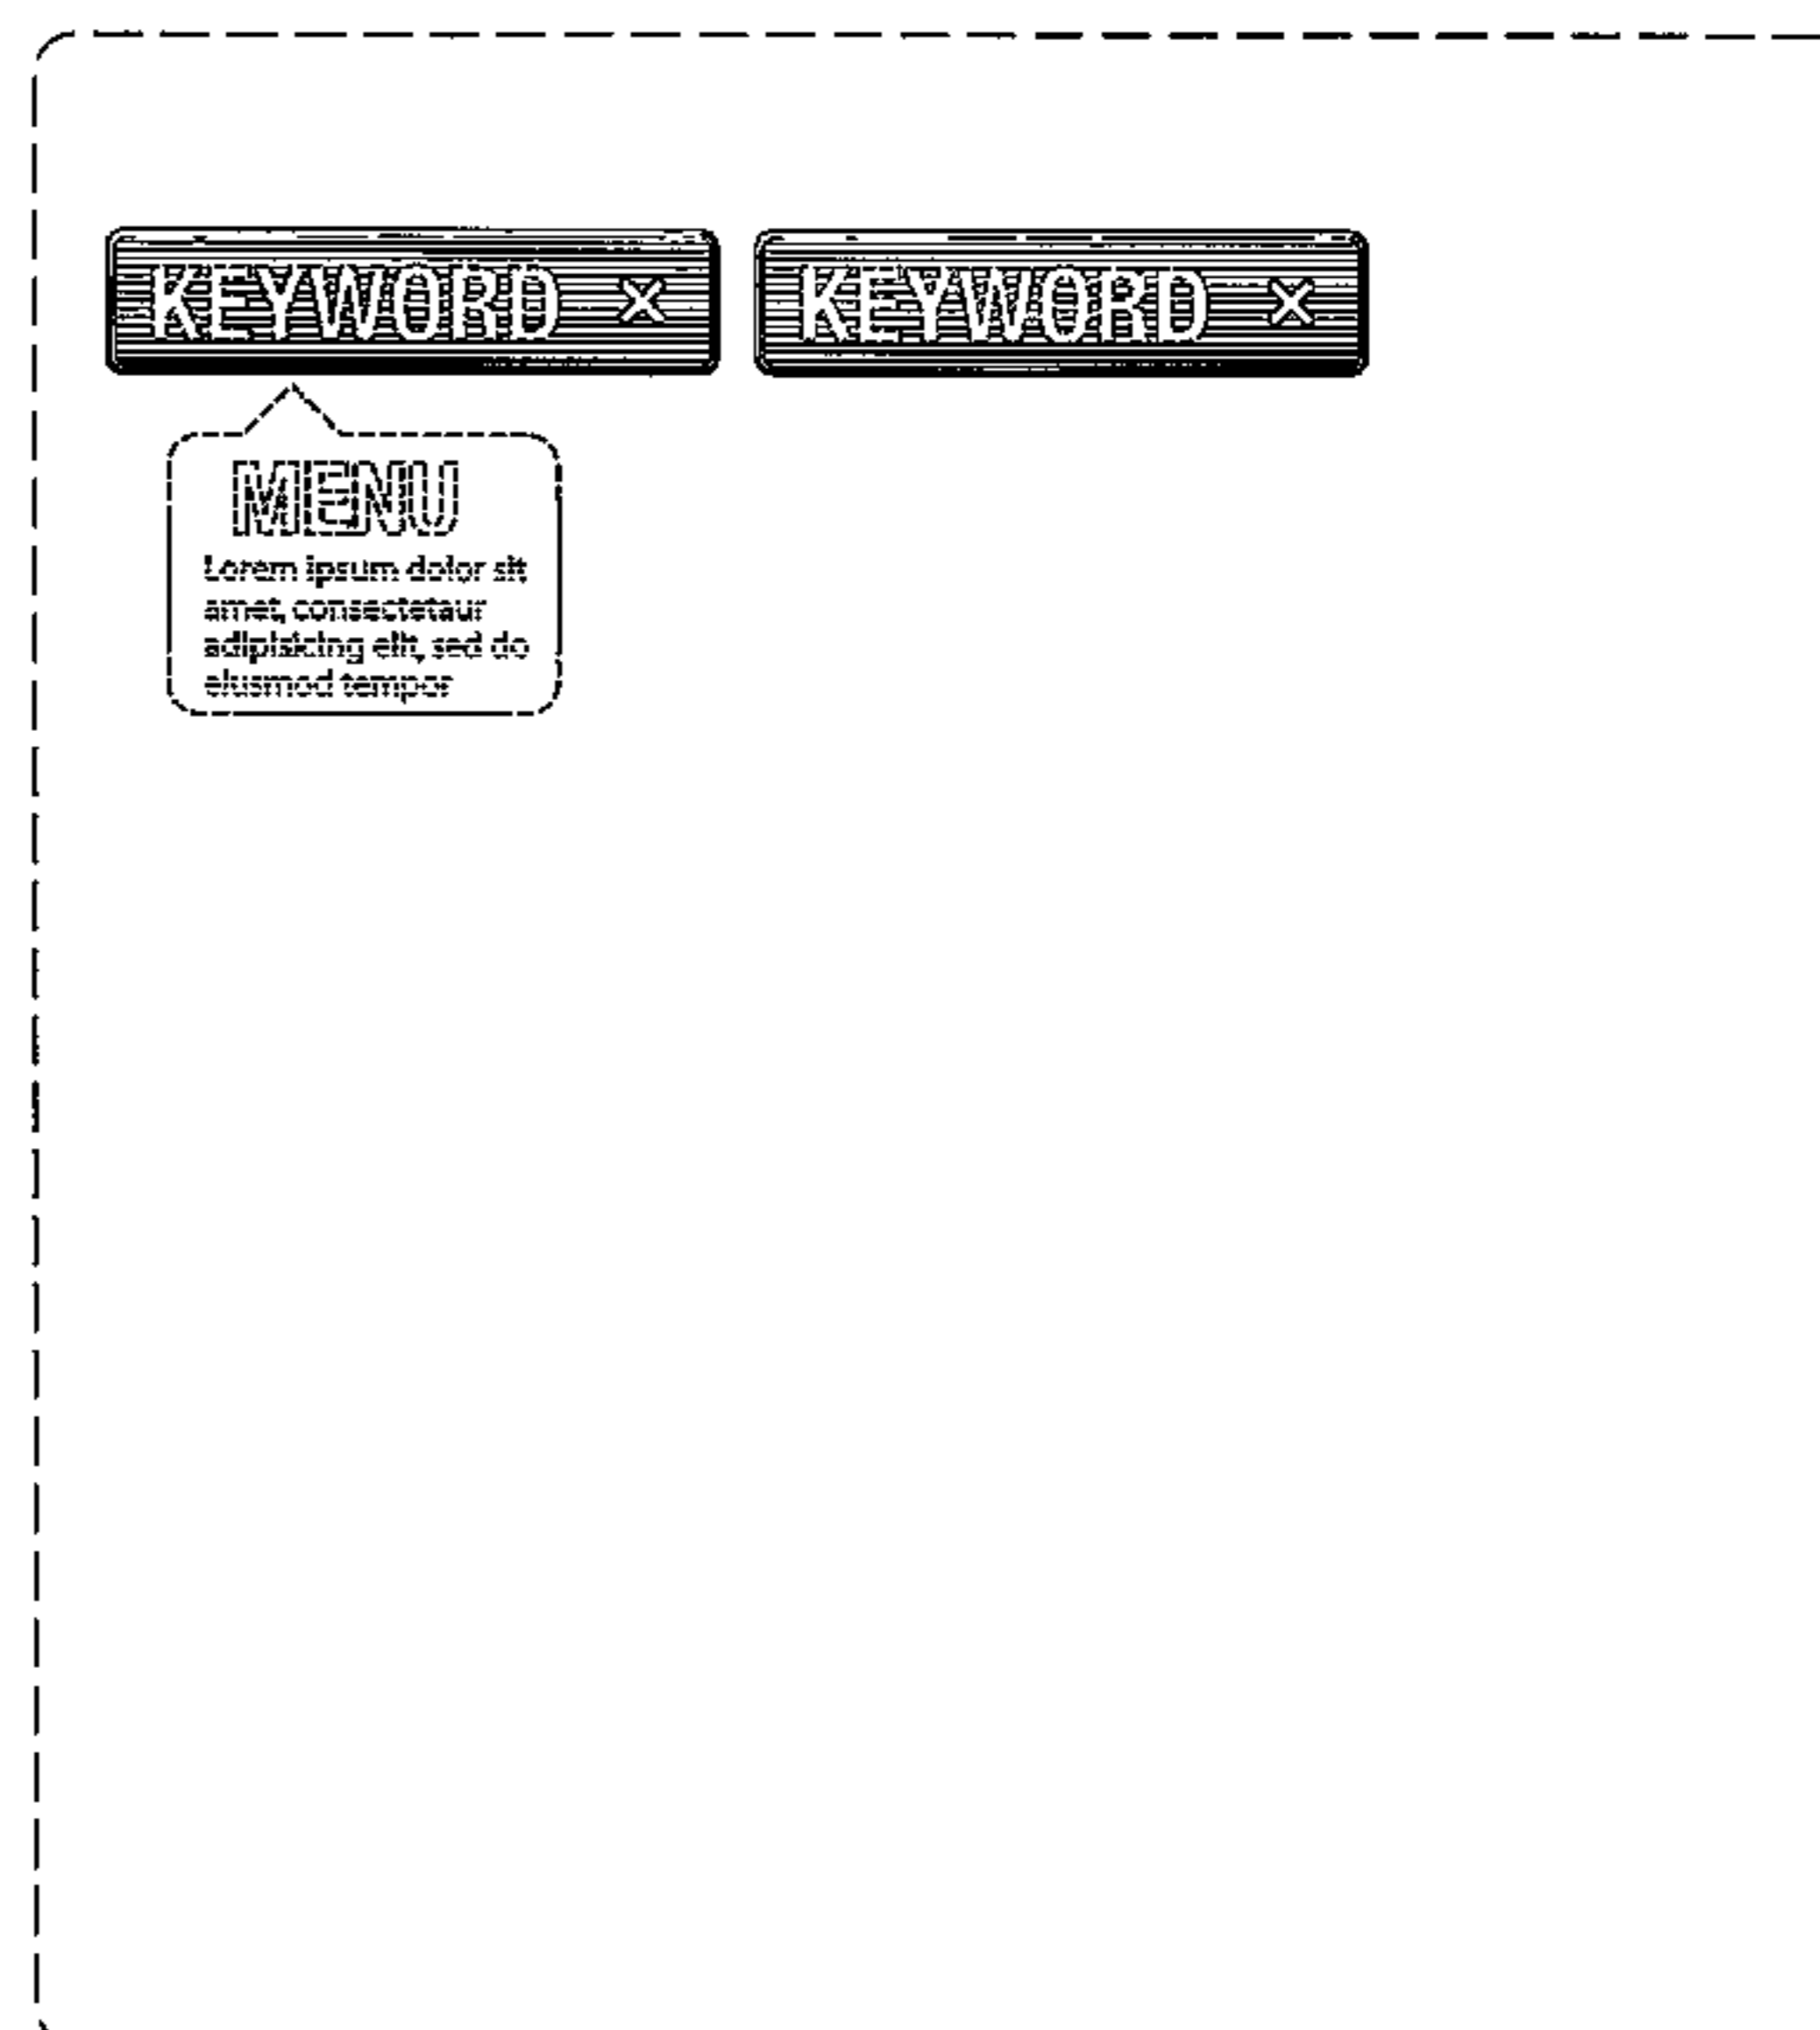 KEYWORD × KEYWORD ×
MENU
Lorem ipsum dolor sit
amet, consectetaur
adipisicing elit, sed do
eiusmod tempor